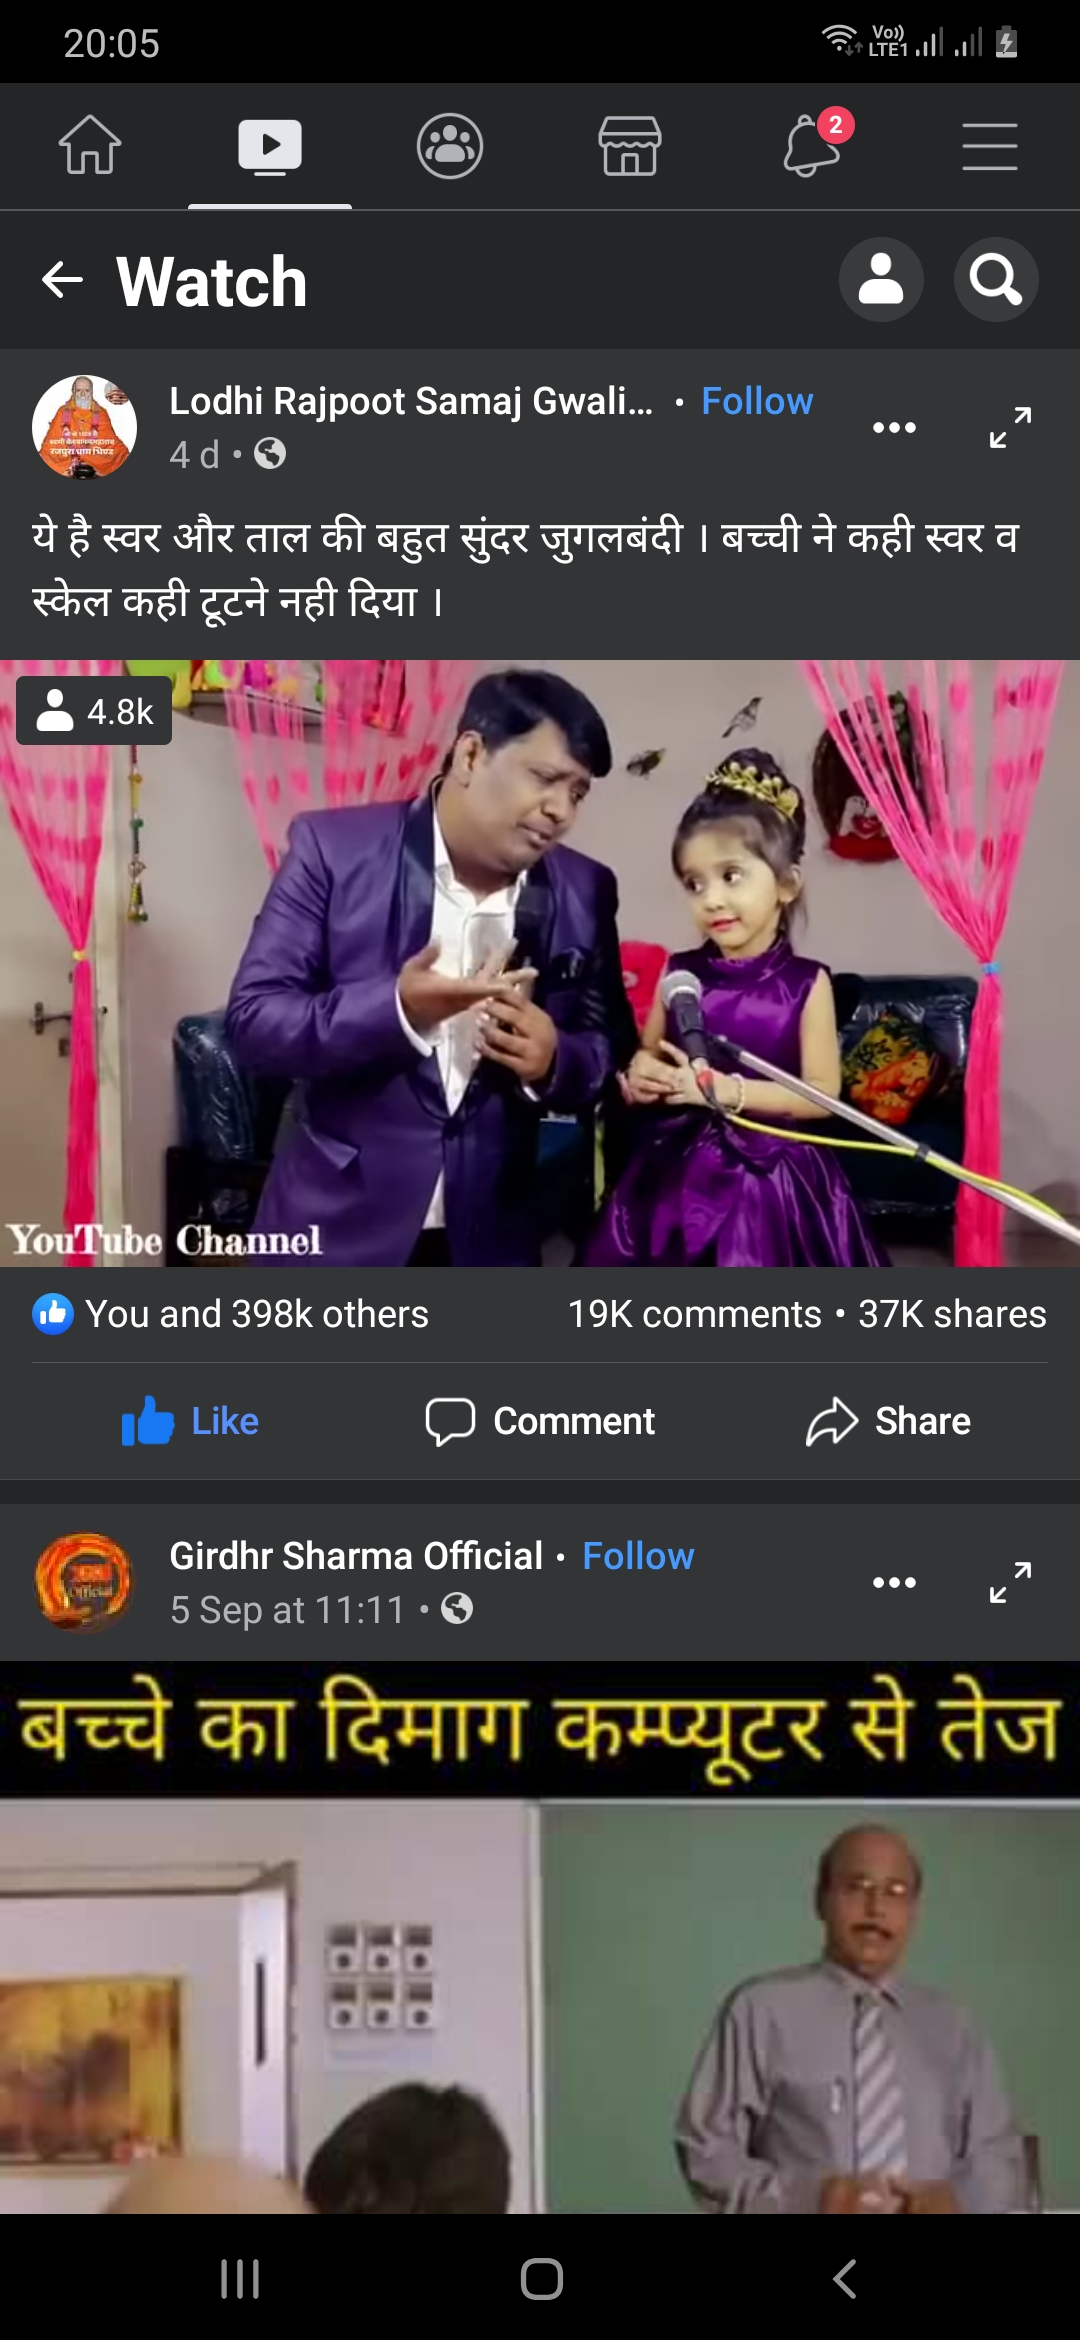 20:05
Vo))
LTE1
2
Watch
Lodhi Rajpoot Samaj Gwali... • Follow
4 d •
ये है स्वर और ताल की बहुत सुंदर जुगलबंदी । बच्ची ने कही स्वर व
स्केल कही टूटने नही दिया ।
4.8k
YouTube Channel
You and 398k others
19K comments • 37K shares
Like
Comment
Share
Girdhr Sharma Official • Follow
5 Sep at 11:11 •
बच्चे का दिमाग कम्प्यूटर से तेज